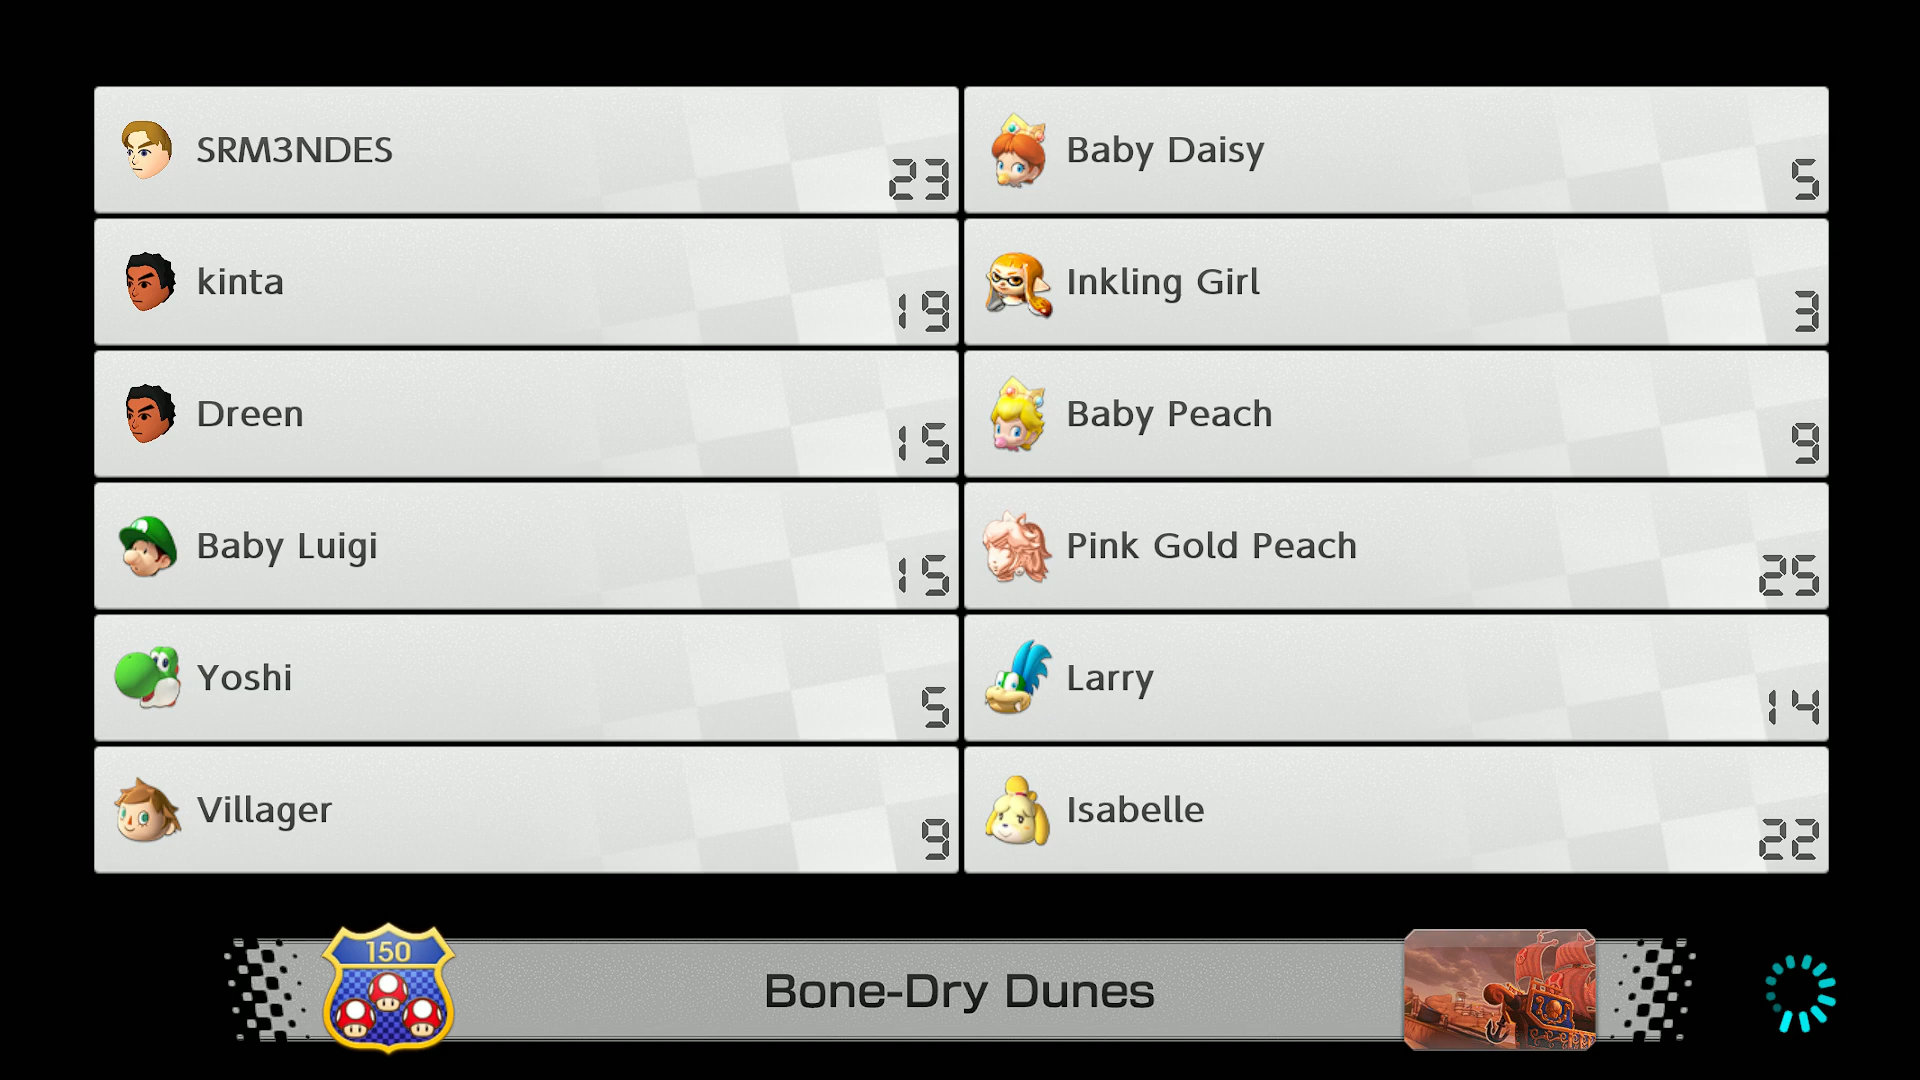 SRM3NDES 23
kinta 19
Dreen 15
Baby Luigi 15
Yoshi 5
Villager 9
Baby Daisy 5
Inkling Girl 3
Baby Peach 9
Pink Gold Peach 25
Larry 14
Isabelle 22
150
Bone-Dry Dunes